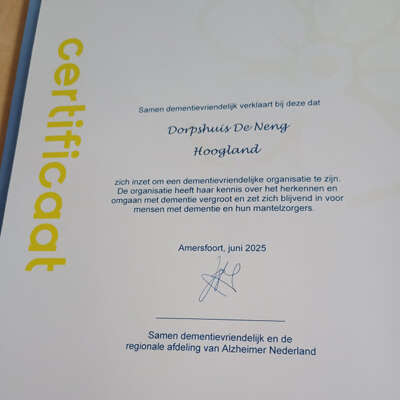 certificaat
Samen dementievriendelijk verklaart bij deze dat
Dorpshuis De Neng
Hoogland
zich inzet om een dementievriendelijke organisatie te zijn.
De organisatie heeft haar kennis over het herkennen en
omgaan met dementie vergroot en zet zich blijvend in voor
mensen met dementie en hun mantelzorgers.
Amersfoort, juni 2025
Samen dementievriendelijk en de
regionale afdeling van Alzheimer Nederland